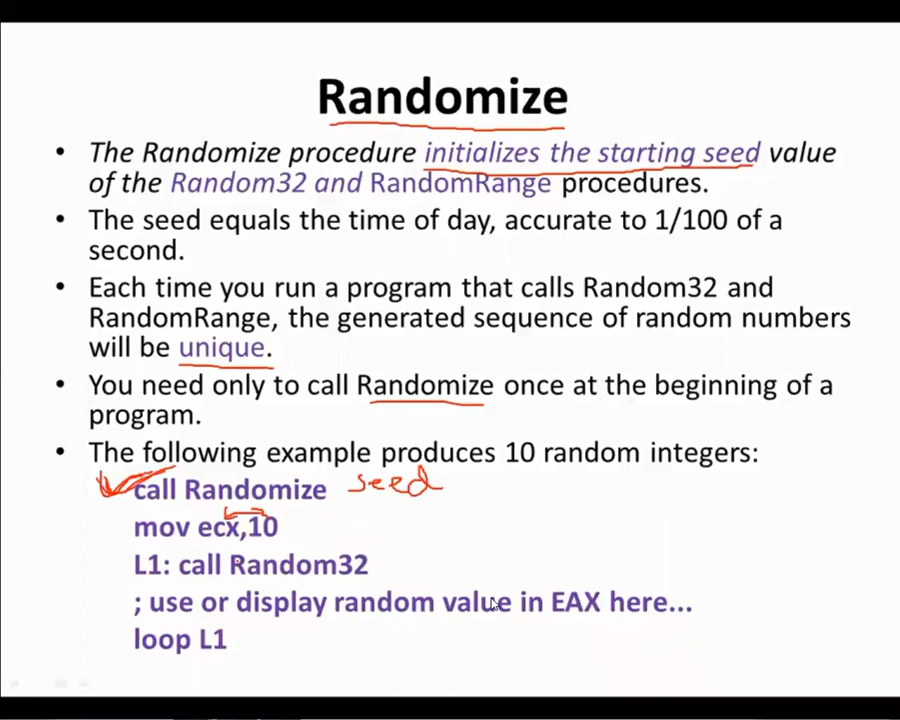 Randomize
• The Randomize procedure initializes the starting seed value
of the Random32 and RandomRange procedures.
• The seed equals the time of day, accurate to 1/100 of a
second.
• Each time you run a program that calls Random32 and
RandomRange, the generated sequence of random numbers
will be unique.
• You need only to call Randomize once at the beginning of a
program.
• The following example produces 10 random integers:
call Randomize seed
mov ecx,10
L1: call Random32
; use or display random value in EAX here...
loop L1